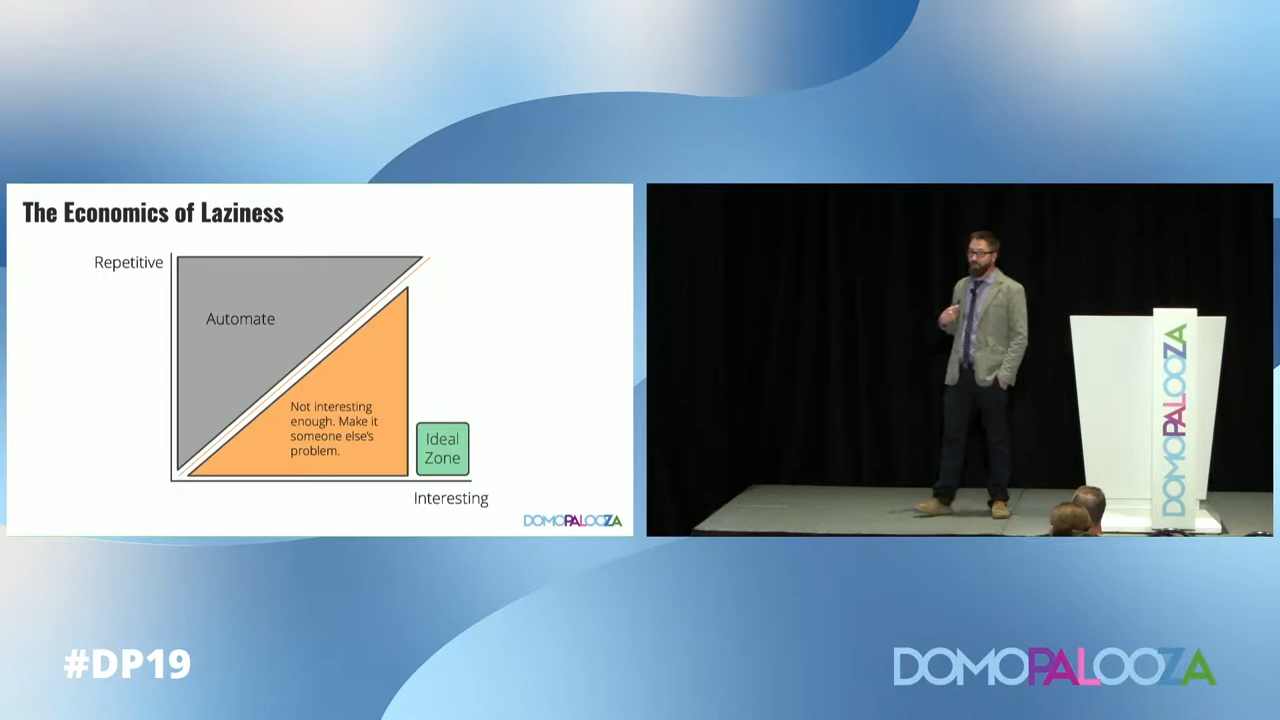 The Economics of Laziness
Repetitive
Automate
Not interesting
enough. Make it
someone else's
problem.
Ideal
Zone
Interesting
DOMOPALOOZA
DOMOPALOOZA
#DP19
DOMOPALOOZA